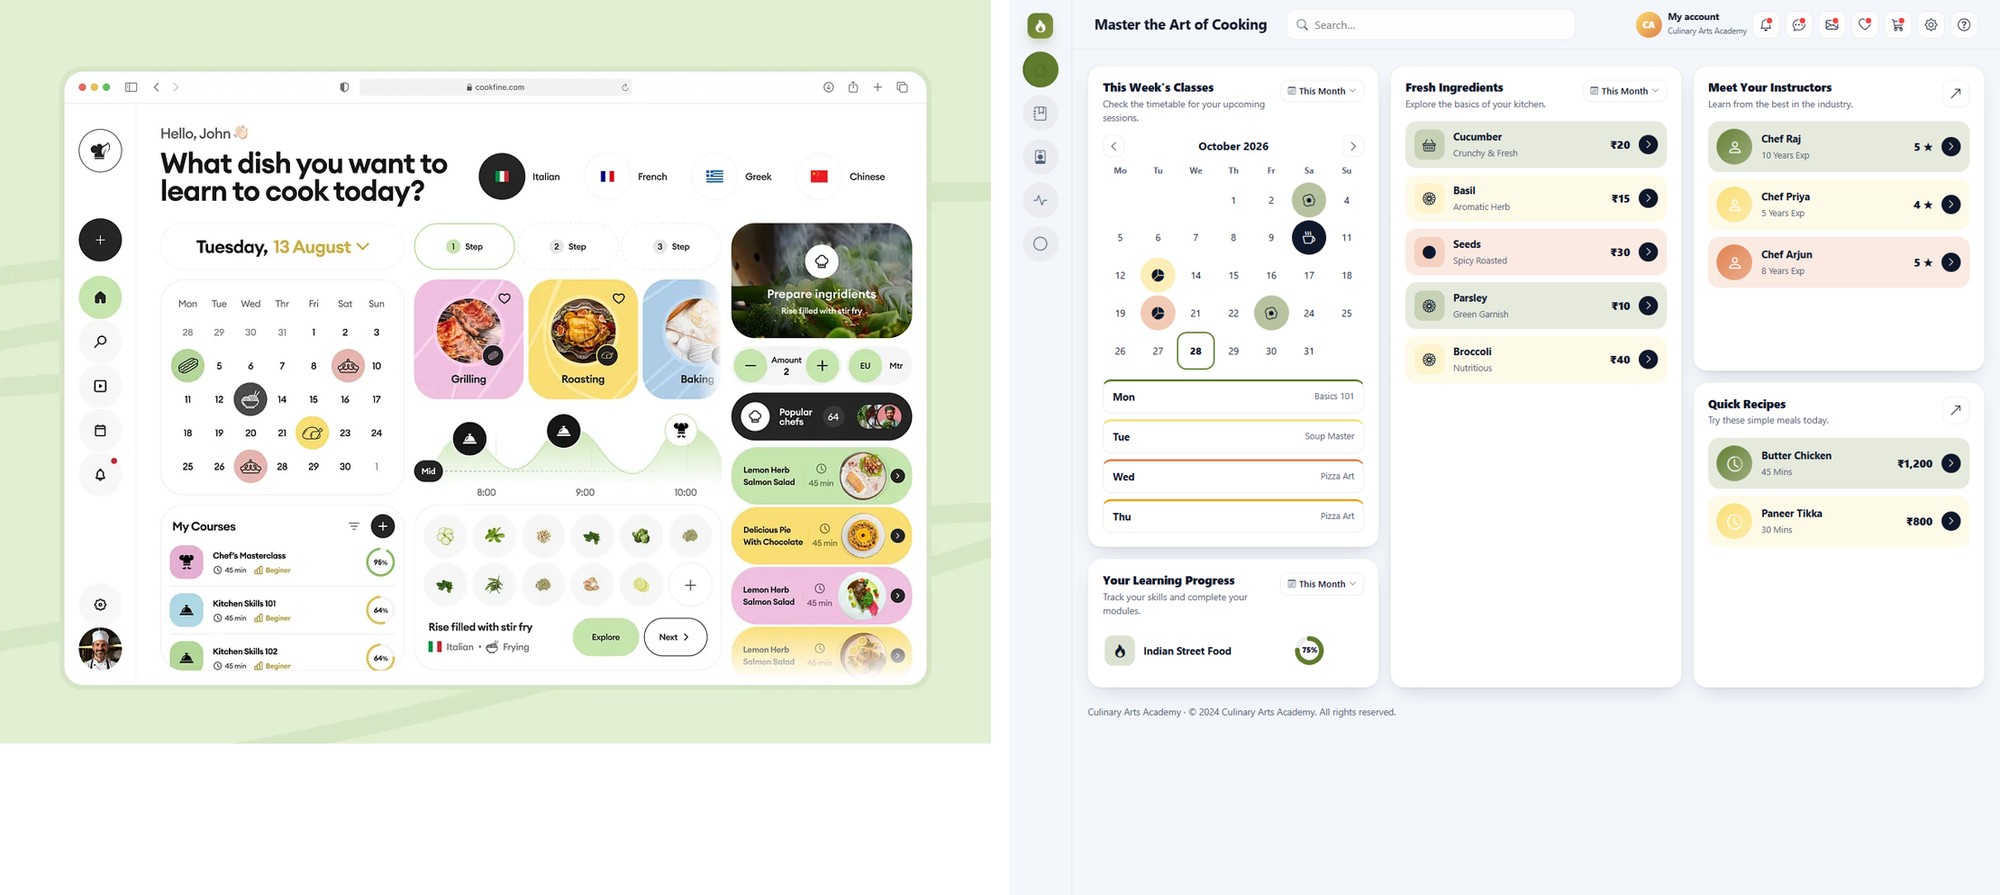 cookfine.com
Hello, John
What dish you want to
learn to cook today?
Italian
French
Greek
Chinese
Tuesday, 13 August
Mon Tue Wed Thr Fri Sat Sun
28 29 30 31 1 2 3
5 6 7 8 10
11 12 14 15 16 17
18 19 20 21 23 24
25 26 28 29 30 1
My Courses
Chef's Masterclass
45 min Beginer
95%
Kitchen Skills 101
45 min Beginer
64%
Kitchen Skills 102
45 min Beginer
64%
1 Step
2 Step
3 Step
Grilling
Roasting
Baking
Mid
8:00 9:00 10:00
Rise filled with stir fry
Italian • Frying
Explore
Next
Prepare ingridients
Rise filled with stir fry
Amount
2
EU Mtr
Popular
chefs
64
Lemon Herb
Salmon Salad
45 min
Delicious Pie
With Chocolate
45 min
Lemon Herb
Salmon Salad
45 min
Lemon Herb
Salmon Salad
45 min
Master the Art of Cooking
Search...
CA
My account
Culinary Arts Academy
This Week's Classes
Check the timetable for your upcoming
sessions.
This Month
October 2026
Mo Tu We Th Fr Sa Su
1 2 4
5 6 7 8 9 11
12 14 15 16 17 18
19 21 22 24 25
26 27 28 29 30 31
Mon Basics 101
Tue Soup Master
Wed Pizza Art
Thu Pizza Art
Your Learning Progress
Track your skills and complete your
modules.
This Month
Indian Street Food
75%
Fresh Ingredients
Explore the basics of your kitchen.
This Month
Cucumber
Crunchy & Fresh
₹20
Basil
Aromatic Herb
₹15
Seeds
Spicy Roasted
₹30
Parsley
Green Garnish
₹10
Broccoli
Nutritious
₹40
Meet Your Instructors
Learn from the best in the industry.
Chef Raj
10 Years Exp
5 ★
Chef Priya
5 Years Exp
4 ★
Chef Arjun
8 Years Exp
5 ★
Quick Recipes
Try these simple meals today.
Butter Chicken
45 Mins
₹1,200
Paneer Tikka
30 Mins
₹800
Culinary Arts Academy · © 2024 Culinary Arts Academy. All rights reserved.